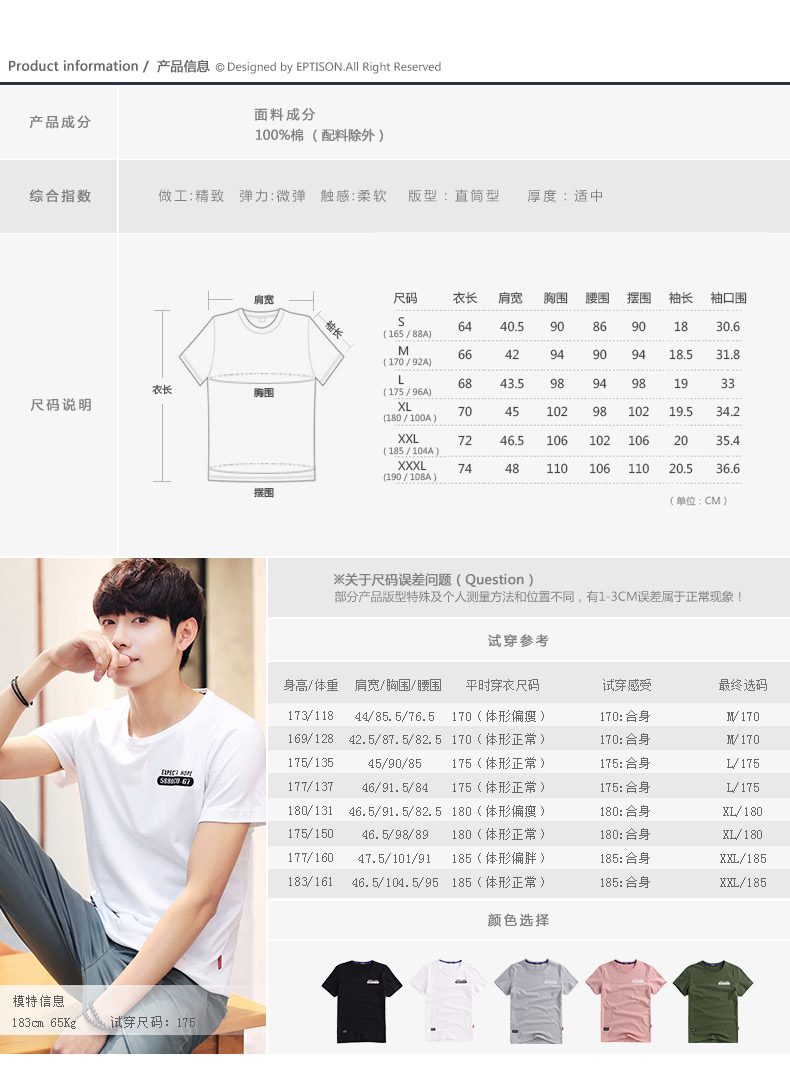 Product information / 产品信息 © Designed by EPTISON.All Right Reserved
产品成分
面料成分
100%棉 ( 配料除外 )
综合指数
做工:精致 弹力:微弹 触感:柔软 版型 : 直筒型 厚度 : 适中
尺码说明
肩宽
袖长
衣长
胸围
摆围
尺码 衣长 肩宽 胸围 腰围 摆围 袖长 袖口围
S
( 165 / 88A) 64 40.5 90 86 90 18 30.6
M
( 170 / 92A) 66 42 94 90 94 18.5 31.8
L
( 175 / 96A) 68 43.5 98 94 98 19 33
XL
(180 / 100A ) 70 45 102 98 102 19.5 34.2
XXL
( 185 / 104A ) 72 46.5 106 102 106 20 35.4
XXXL
(190 / 108A ) 74 48 110 106 110 20.5 36.6
( 单位 : CM )
※关于尺码误差问题 ( Question )
部分产品版型特殊及个人测量方法和位置不同 , 有1-3CM误差属于正常现象 !
试穿参考
身高/体重 肩宽/胸围/腰围 平时穿衣尺码 试穿感受 最终选码
173/118 44/85.5/76.5 170 ( 体形偏瘦 ) 170:合身 M/170
169/128 42.5/87.5/82.5 170 ( 体形正常 ) 170:合身 M/170
175/135 45/90/85 175 ( 体形正常 ) 175:合身 L/175
177/137 46/91.5/84 175 ( 体形正常 ) 175:合身 L/175
180/131 46.5/91.5/82.5 180 ( 体形偏瘦 ) 180:合身 XL/180
175/150 46.5/98/89 180 ( 体形正常 ) 180:合身 XL/180
177/160 47.5/101/91 185 ( 体形偏胖 ) 185:合身 XXL/185
183/161 46.5/104.5/95 185 ( 体形正常 ) 185:合身 XXL/185
颜色选择
EXPECT HOPE
模特信息
183cm 65Kg 试穿尺码: 175